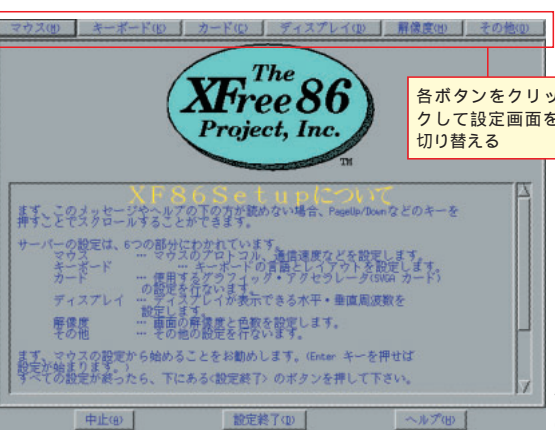 マウス(M) キーボード(K) カード(C) ディスプレイ(D) 解像度(M) その他(O)
The
XFree86
Project, Inc.
TM
各ボタンをクリッ
クして設定画面を
切り替える
XF86Setupについて
まず、このメッセージやヘルプの下の方が読めない場合、PageUp/Downなどのキーを
押すことでスクロールすることができます。
サーバーの設定は、6つの部分にわかれています。
マウス … マウスのプロトコル、通信速度などを設定します。
キーボード … キーボードの言語とレイアウトを設定します。
カード … 使用するグラフィック・アクセラレータ(SVGA カード)
の設定を行ないます。
ディスプレイ … ディスプレイが表示できる水平・垂直周波数を
設定します。
解像度 … 画面の解像度と色数を設定します。
その他 … その他の設定を行ないます。
まず、マウスの設定から始めることをお勧めします。(Enter キーを押せば
設定が始まります。)
すべての設定が終ったら、下にある<設定終了> のボタンを押して下さい。
中止(A) 設定終了(D) ヘルプ(H)